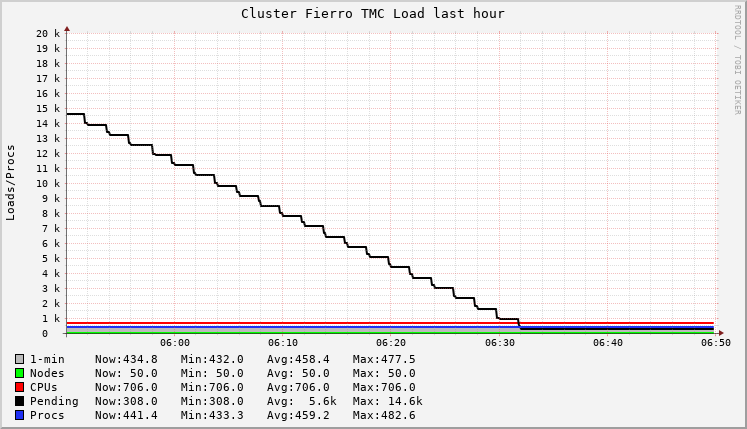 Cluster Fierro TMC Load last hour
RRDTOOL / TOBI OETIKER
Loads/Procs
20 k
19 k
18 k
17 k
16 k
15 k
14 k
13 k
12 k
11 k
10 k
9 k
8 k
7 k
6 k
5 k
4 k
3 k
2 k
1 k
0
06:00 06:10 06:20 06:30 06:40 06:50
1-min Now:434.8 Min:432.0 Avg:458.4 Max:477.5
Nodes Now: 50.0 Min: 50.0 Avg: 50.0 Max: 50.0
CPUs Now:706.0 Min:706.0 Avg:706.0 Max:706.0
Pending Now:308.0 Min:308.0 Avg: 5.6k Max: 14.6k
Procs Now:441.4 Min:433.3 Avg:459.2 Max:482.6